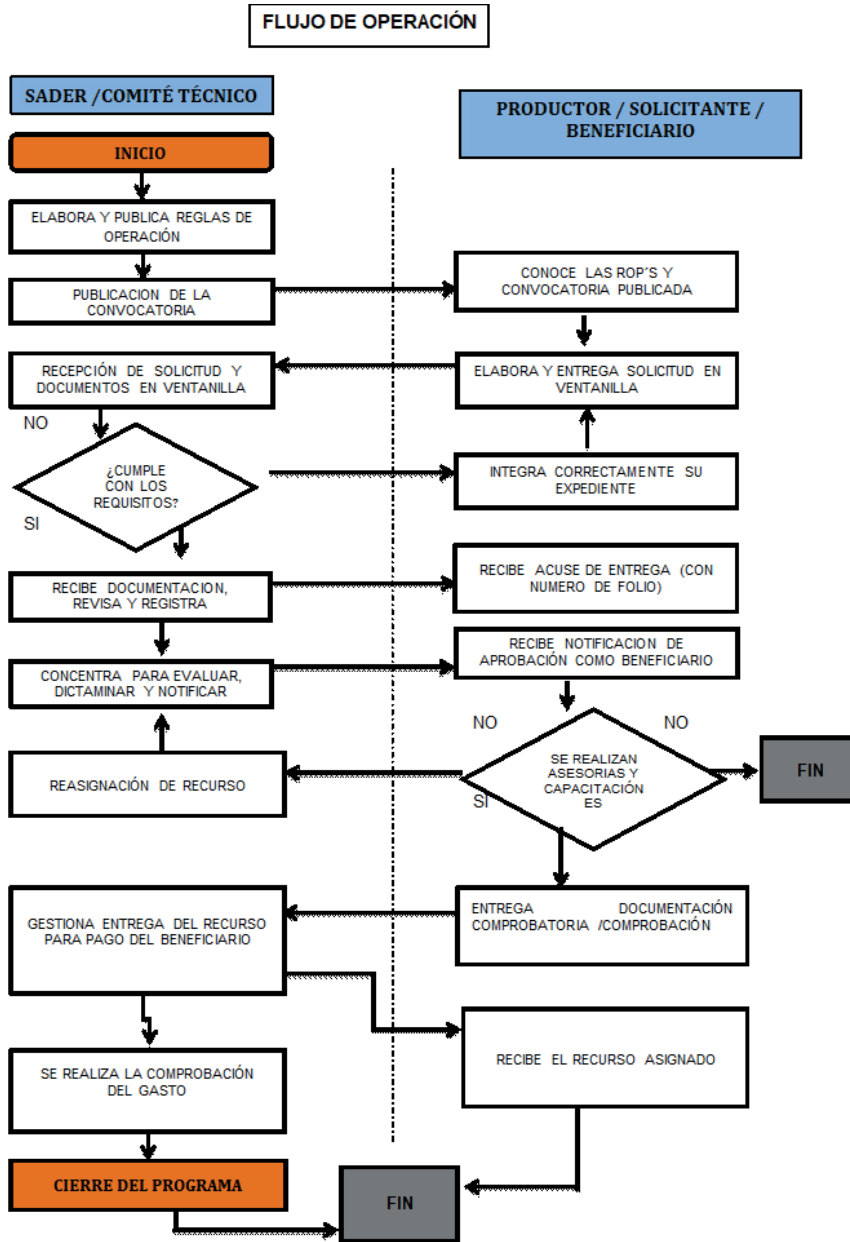 FLUJO DE OPERACIÓN
SADER /COMITÉ TÉCNICO
PRODUCTOR / SOLICITANTE /
BENEFICIARIO
INICIO
ELABORA Y PUBLICA REGLAS DE
OPERACIÓN
PUBLICACION DE LA
CONVOCATORIA
CONOCE LAS ROP´S Y
CONVOCATORIA PUBLICADA
RECEPCIÓN DE SOLICITUD Y
DOCUMENTOS EN VENTANILLA
ELABORA Y ENTREGA SOLICITUD EN
VENTANILLA
NO
¿CUMPLE
CON LOS
REQUISITOS?
SI
INTEGRA CORRECTAMENTE SU
EXPEDIENTE
RECIBE DOCUMENTACION,
REVISA Y REGISTRA
RECIBE ACUSE DE ENTREGA (CON
NUMERO DE FOLIO)
CONCENTRA PARA EVALUAR,
DICTAMINAR Y NOTIFICAR
RECIBE NOTIFICACION DE
APROBACIÓN COMO BENEFICIARIO
REASIGNACIÓN DE RECURSO
NO
NO
SE REALIZAN
ASESORIAS Y
CAPACITACIÓN
ES
SI
FIN
GESTIONA ENTREGA DEL RECURSO
PARA PAGO DEL BENEFICIARIO
ENTREGA DOCUMENTACIÓN
COMPROBATORIA /COMPROBACIÓN
SE REALIZA LA COMPROBACIÓN
DEL GASTO
RECIBE EL RECURSO ASIGNADO
CIERRE DEL PROGRAMA
FIN